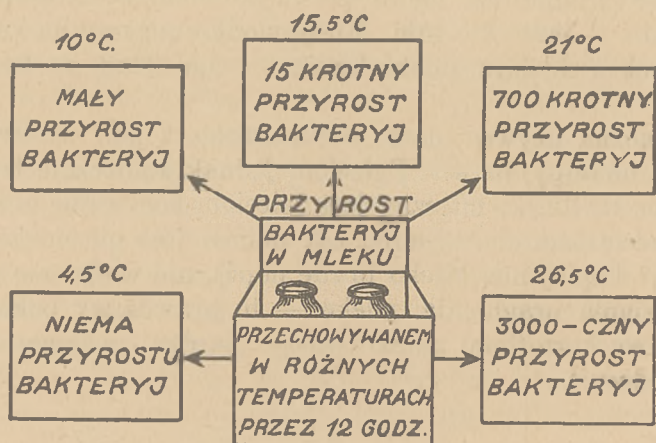 15,5°C
10°C.
21°C
15 KROTNY
PRZYROST
BAKTERYJ
MAŁY
PRZYROST
BAKTERYJ
700 KROTNY
PRZYROST
BAKTERYJ
PRZYROST
BAKTERYJ
W MLEKU
4,5°C
26,5°C
NIEMA
PRZYROSTU
BAKTERYJ
PRZECHOWYWANEM
W RÓŻNYCH
TEMPERATURACH
PRZEZ 12 GODZ.
3000-CZNY
PRZYROST
BAKTERYJ